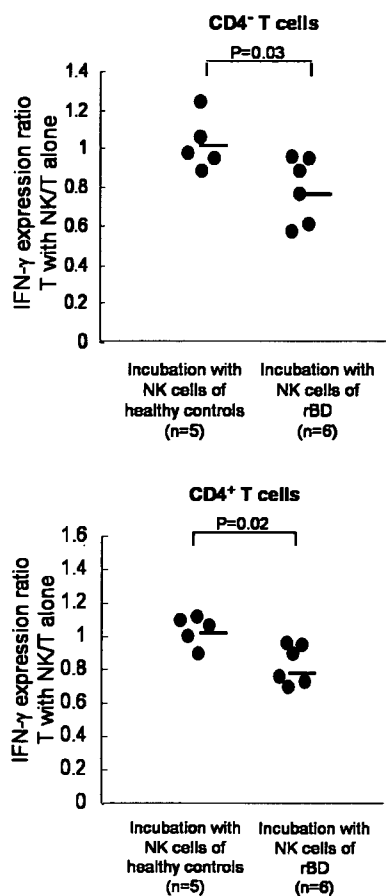 CD4- T cells
P=0.03
IFN-γ expression ratio
T with NK/T alone
1.4
1.2
1
0.8
0.6
0.4
0.2
0
Incubation with
NK cells of
healthy controls
(n=5)
Incubation with
NK cells of
rBD
(n=6)
CD4+ T cells
P=0.02
IFN-γ expression ratio
T with NK/T alone
1.6
1.4
1.2
1
0.8
0.6
0.4
0.2
0
Incubation with
NK cells of
healthy controls
(n=5)
Incubation with
NK cells of
rBD
(n=6)